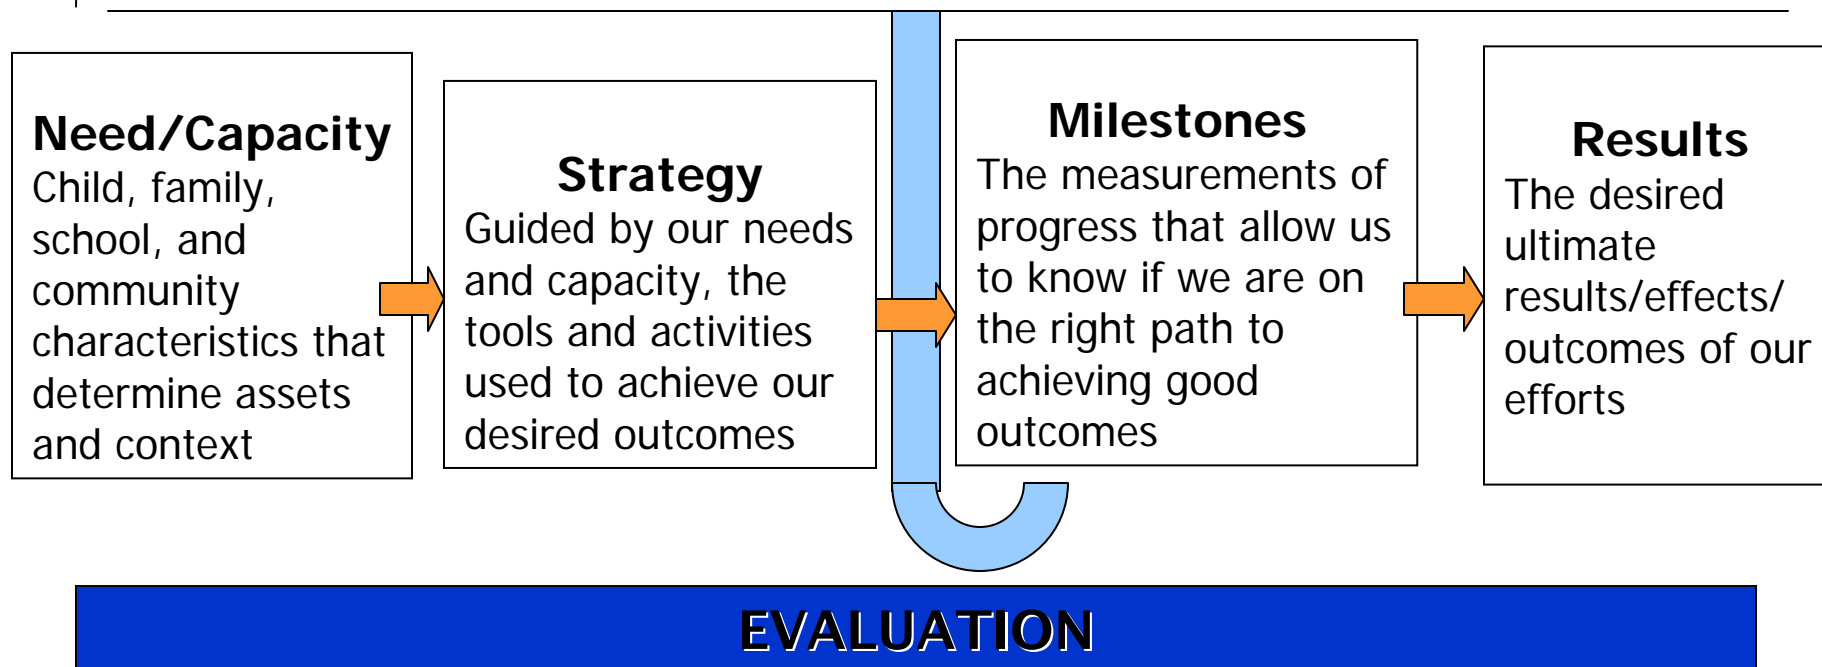 Need/Capacity
Child, family,
school, and
community
characteristics that
determine assets
and context
Strategy
Guided by our needs
and capacity, the
tools and activities
used to achieve our
desired outcomes
Milestones
The measurements of
progress that allow us
to know if we are on
the right path to
achieving good
outcomes
Results
The desired
ultimate
results/effects/
outcomes of our
efforts
EVALUATION